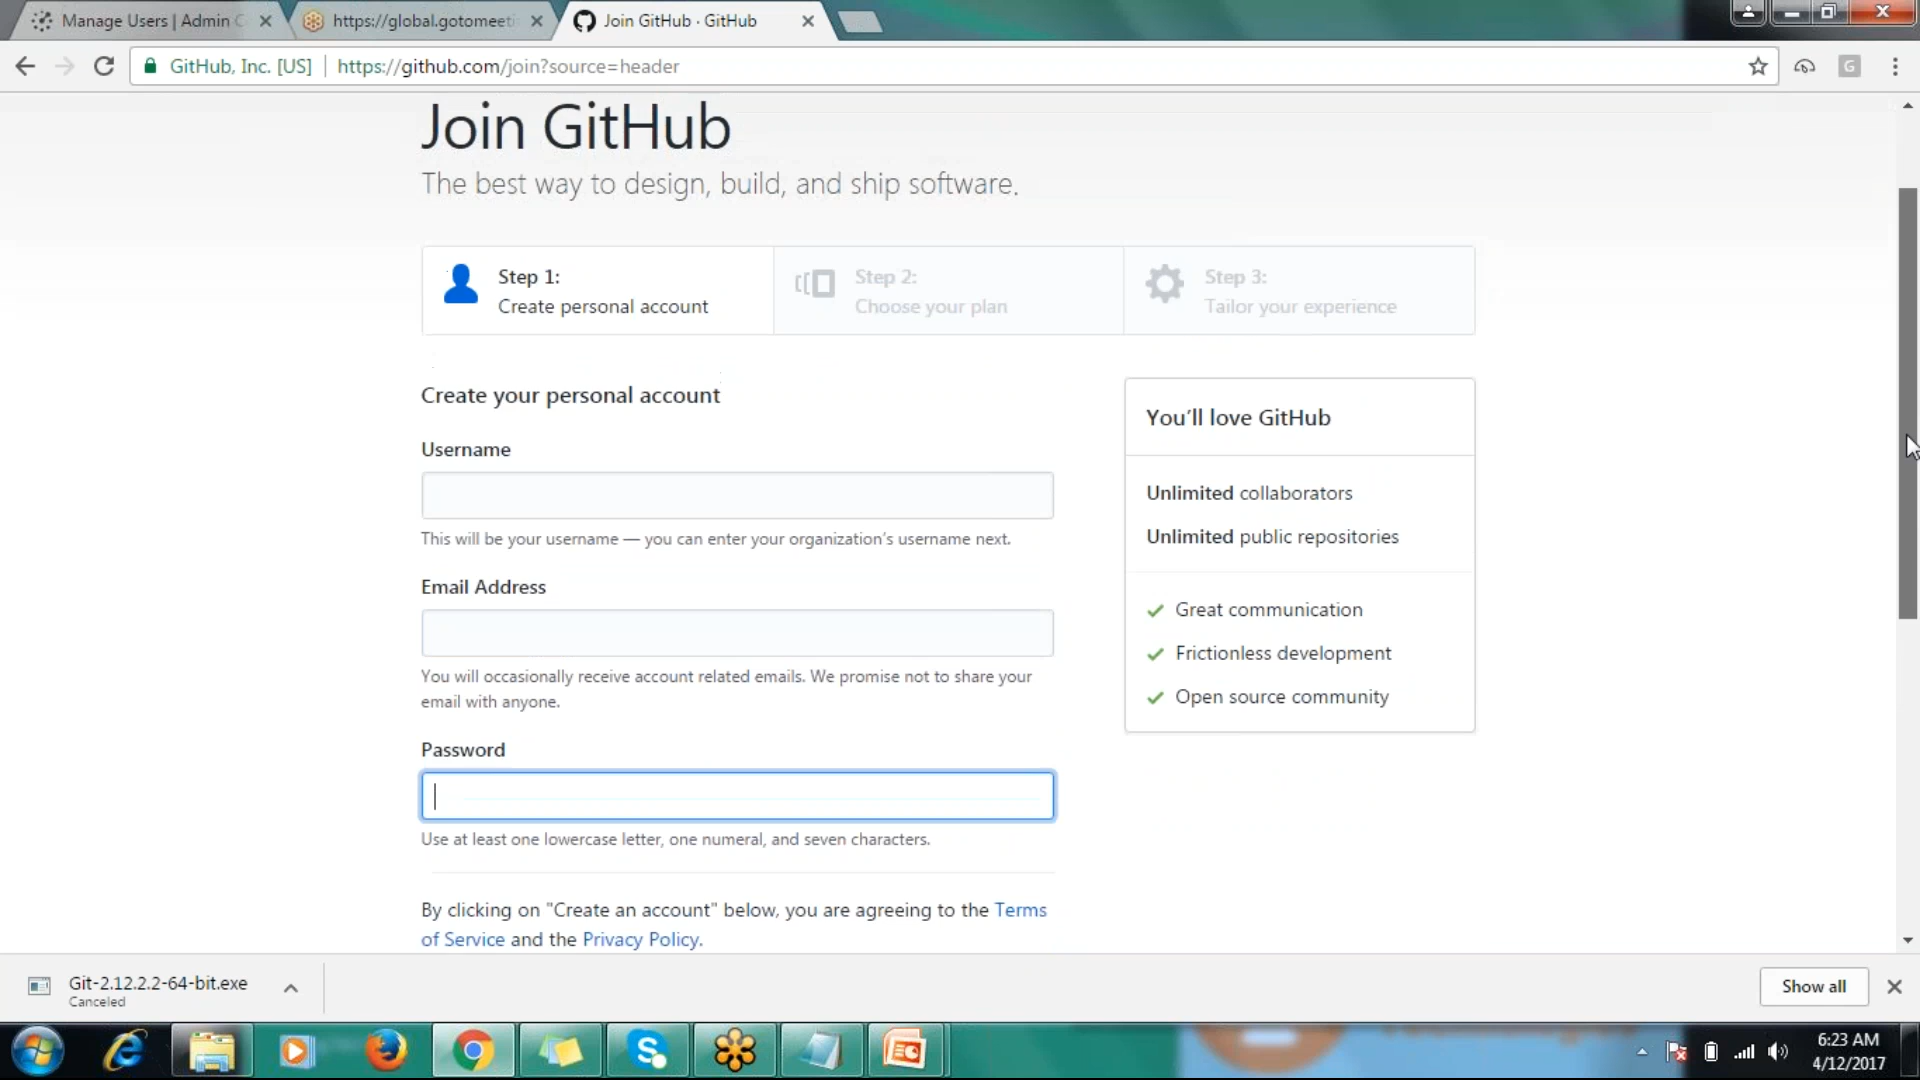 Manage Users | Admin C
https://global.gotomeeti
Join GitHub · GitHub
GitHub, Inc. [US]
https://github.com/join?source=header
G
Join GitHub
The best way to design, build, and ship software.
Step 1:
Create personal account
Step 2:
Choose your plan
Step 3:
Tailor your experience
Create your personal account
Username
This will be your username — you can enter your organization's username next.
Email Address
You will occasionally receive account related emails. We promise not to share your
email with anyone.
Password
Use at least one lowercase letter, one numeral, and seven characters.
By clicking on "Create an account" below, you are agreeing to the Terms
of Service and the Privacy Policy.
You'll love GitHub
Unlimited collaborators
Unlimited public repositories
Great communication
Frictionless development
Open source community
Git-2.12.2.2-64-bit.exe
Canceled
Show all
6:23 AM
4/12/2017